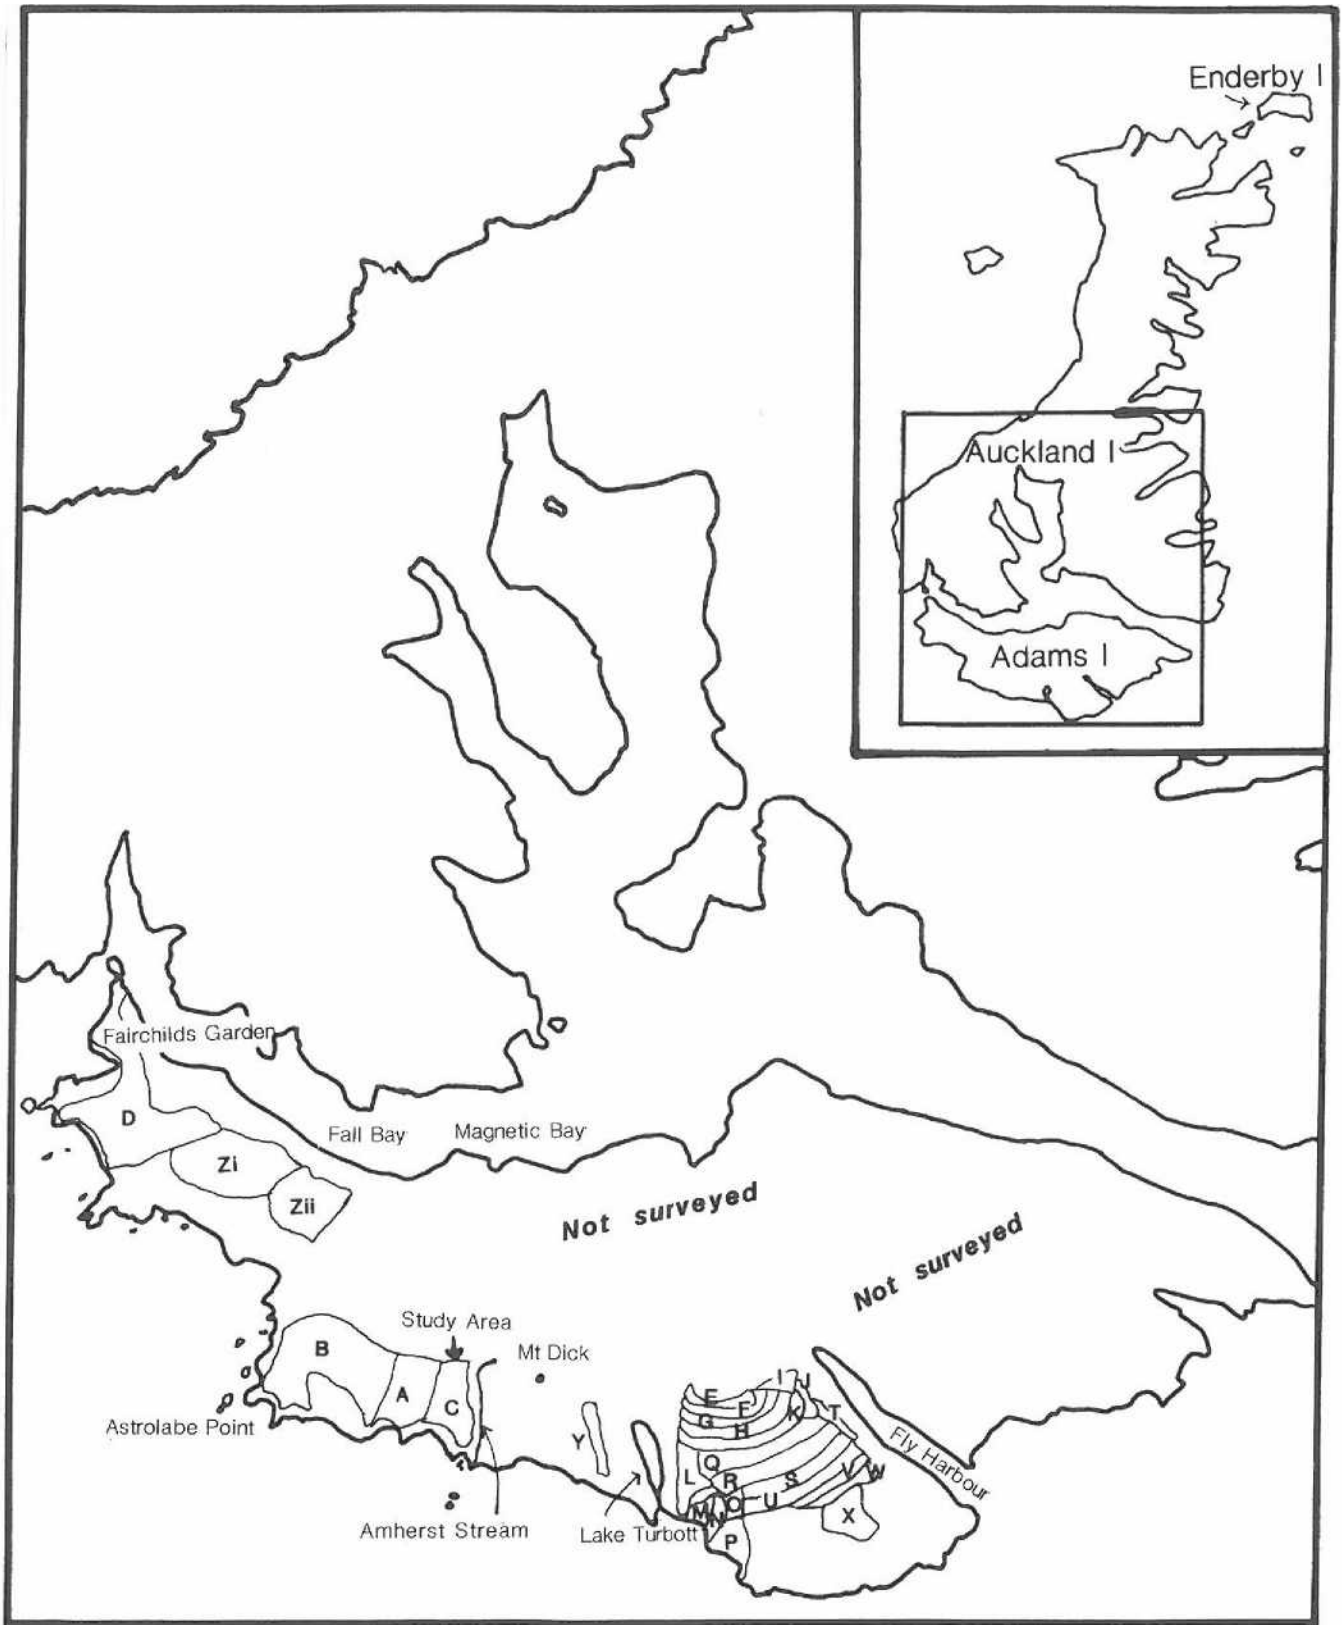 Enderby I
Auckland I
Adams I
Fairchilds Garden
D
Fall Bay
Magnetic Bay
Zi
Zii
Not surveyed
Not surveyed
Study Area
Mt Dick
B
A
C
Astrolabe Point
Amherst Stream
Y
Lake Turbott
I
J
E
F
G
H
K
T
Fly Harbour
L
Q
R
S
V
W
M
N
O
U
P
X